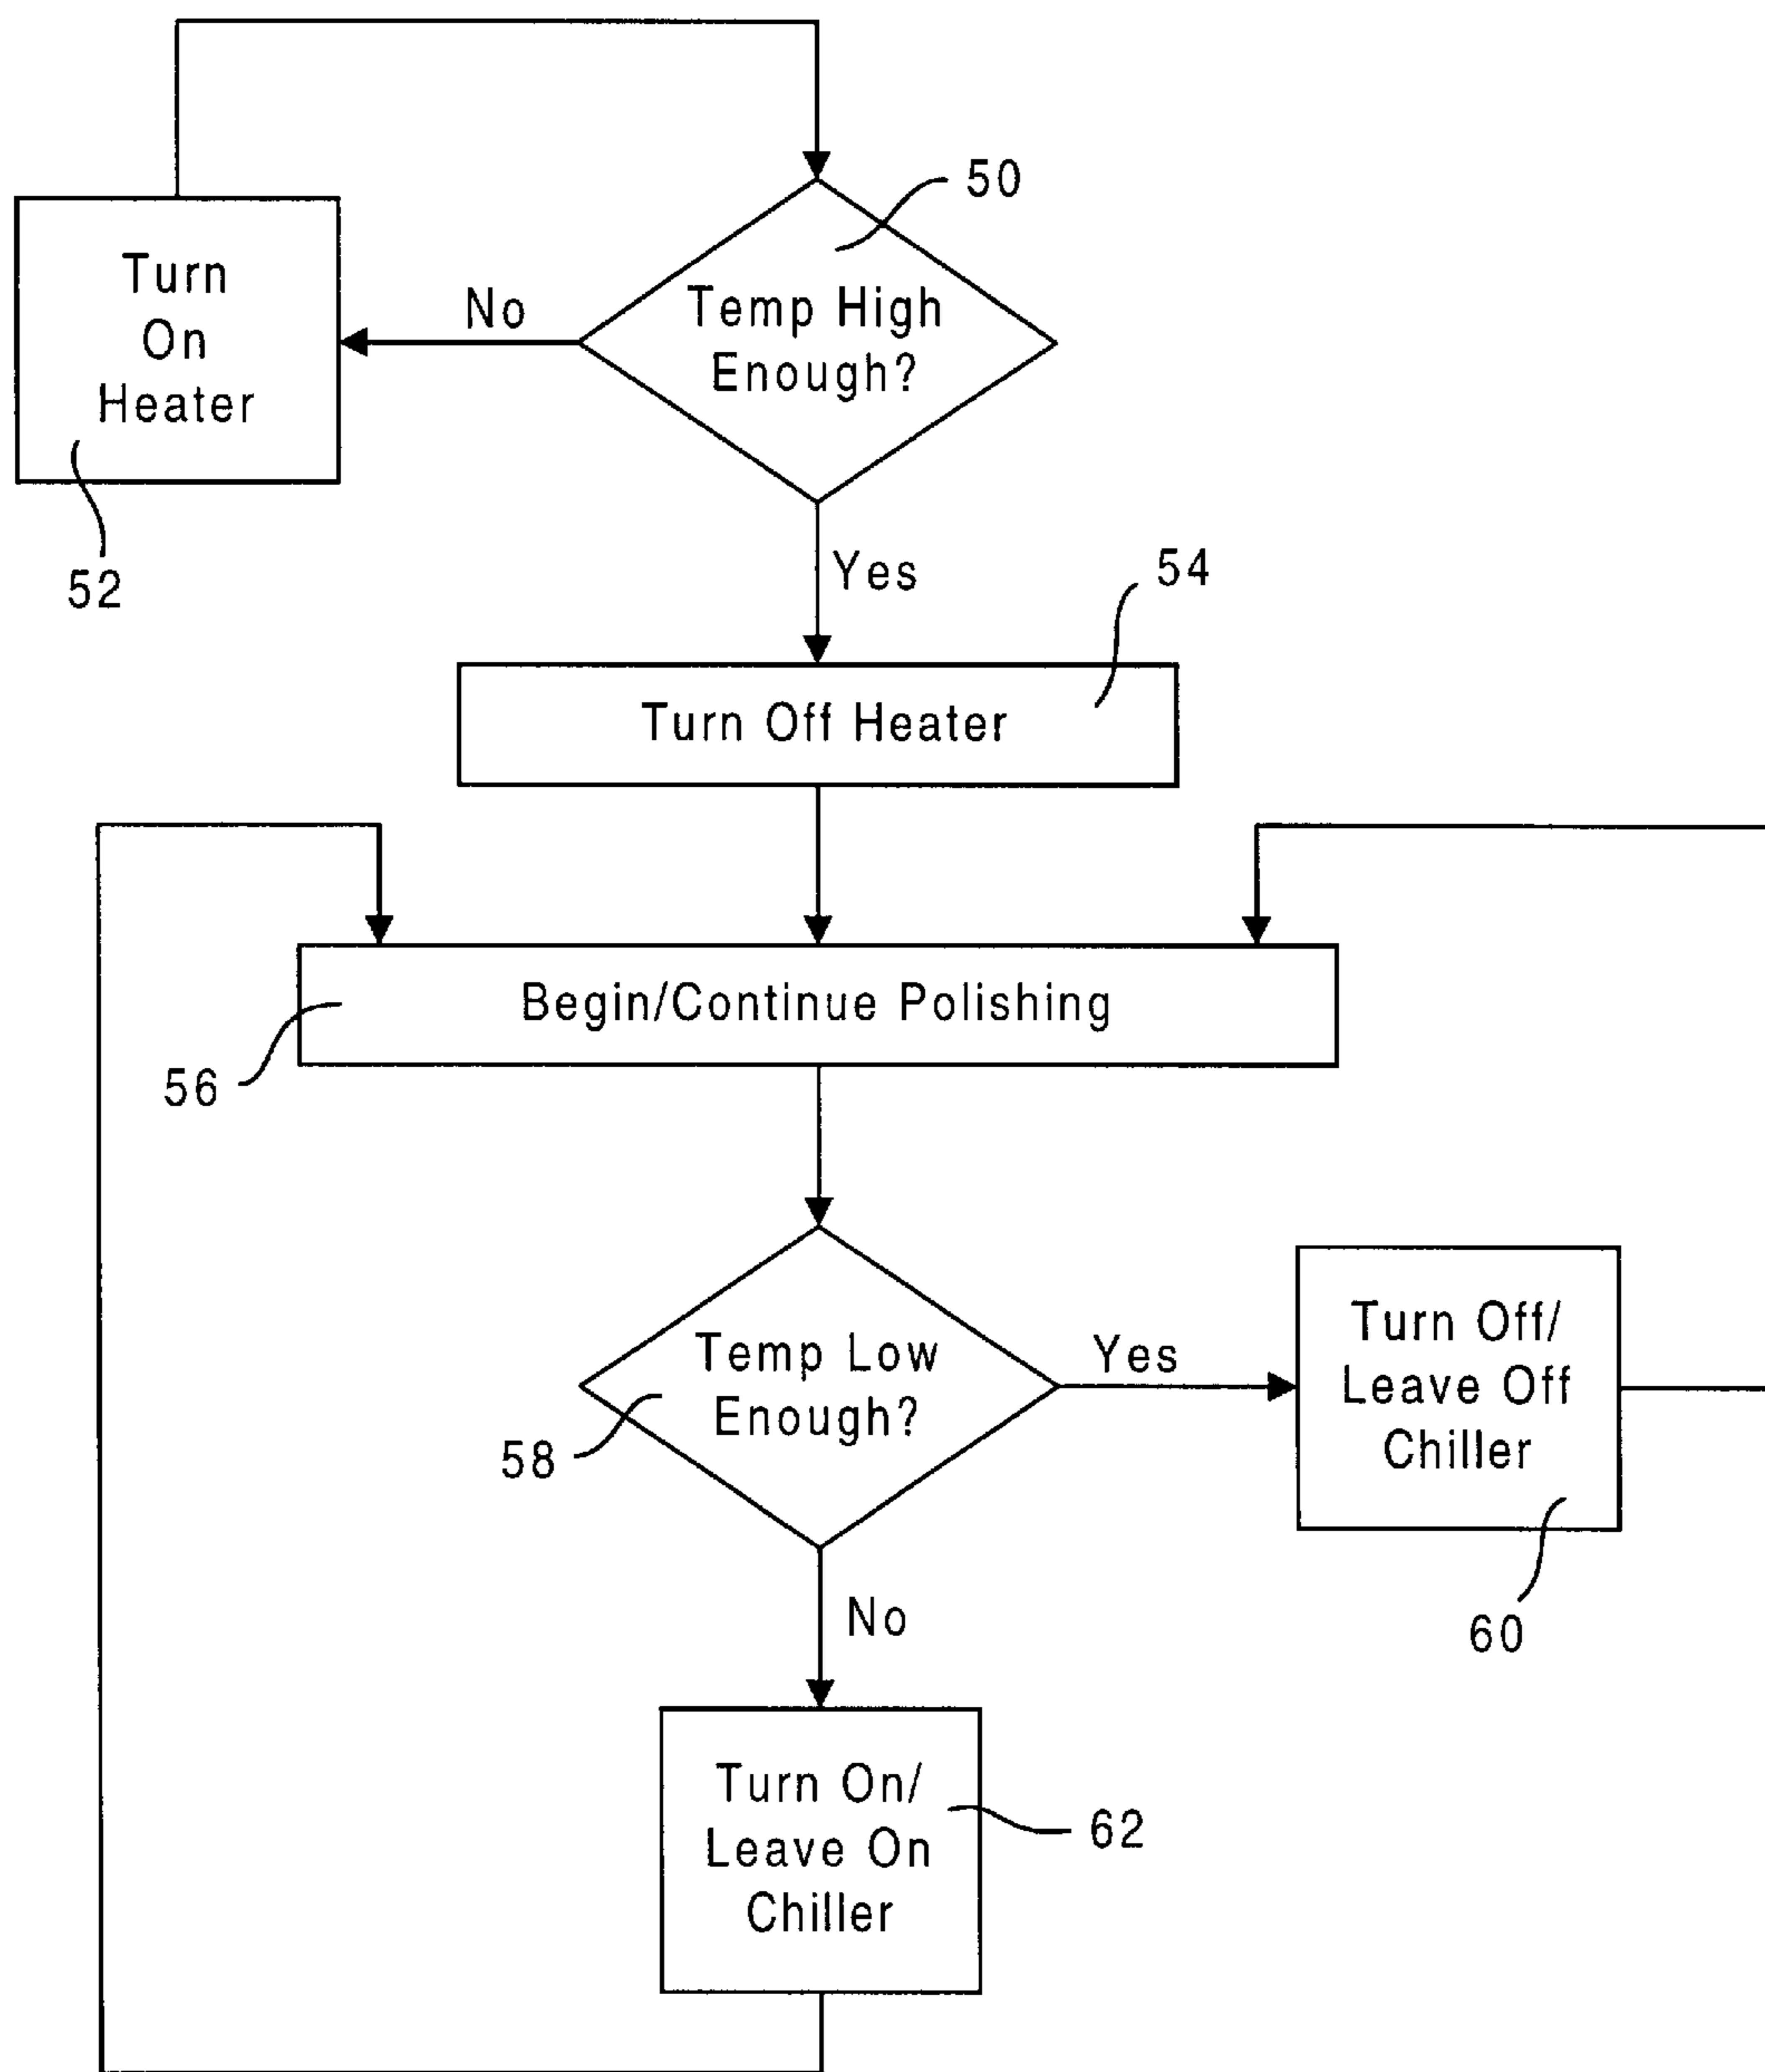 50
Turn
On
Heater
No
Temp High
Enough?
52
Yes
54
Turn Off Heater
Begin/Continue Polishing
56
Temp Low
Enough?
Yes
Turn Off/
Leave Off
Chiller
58
60
No
Turn On/
Leave On
Chiller
62